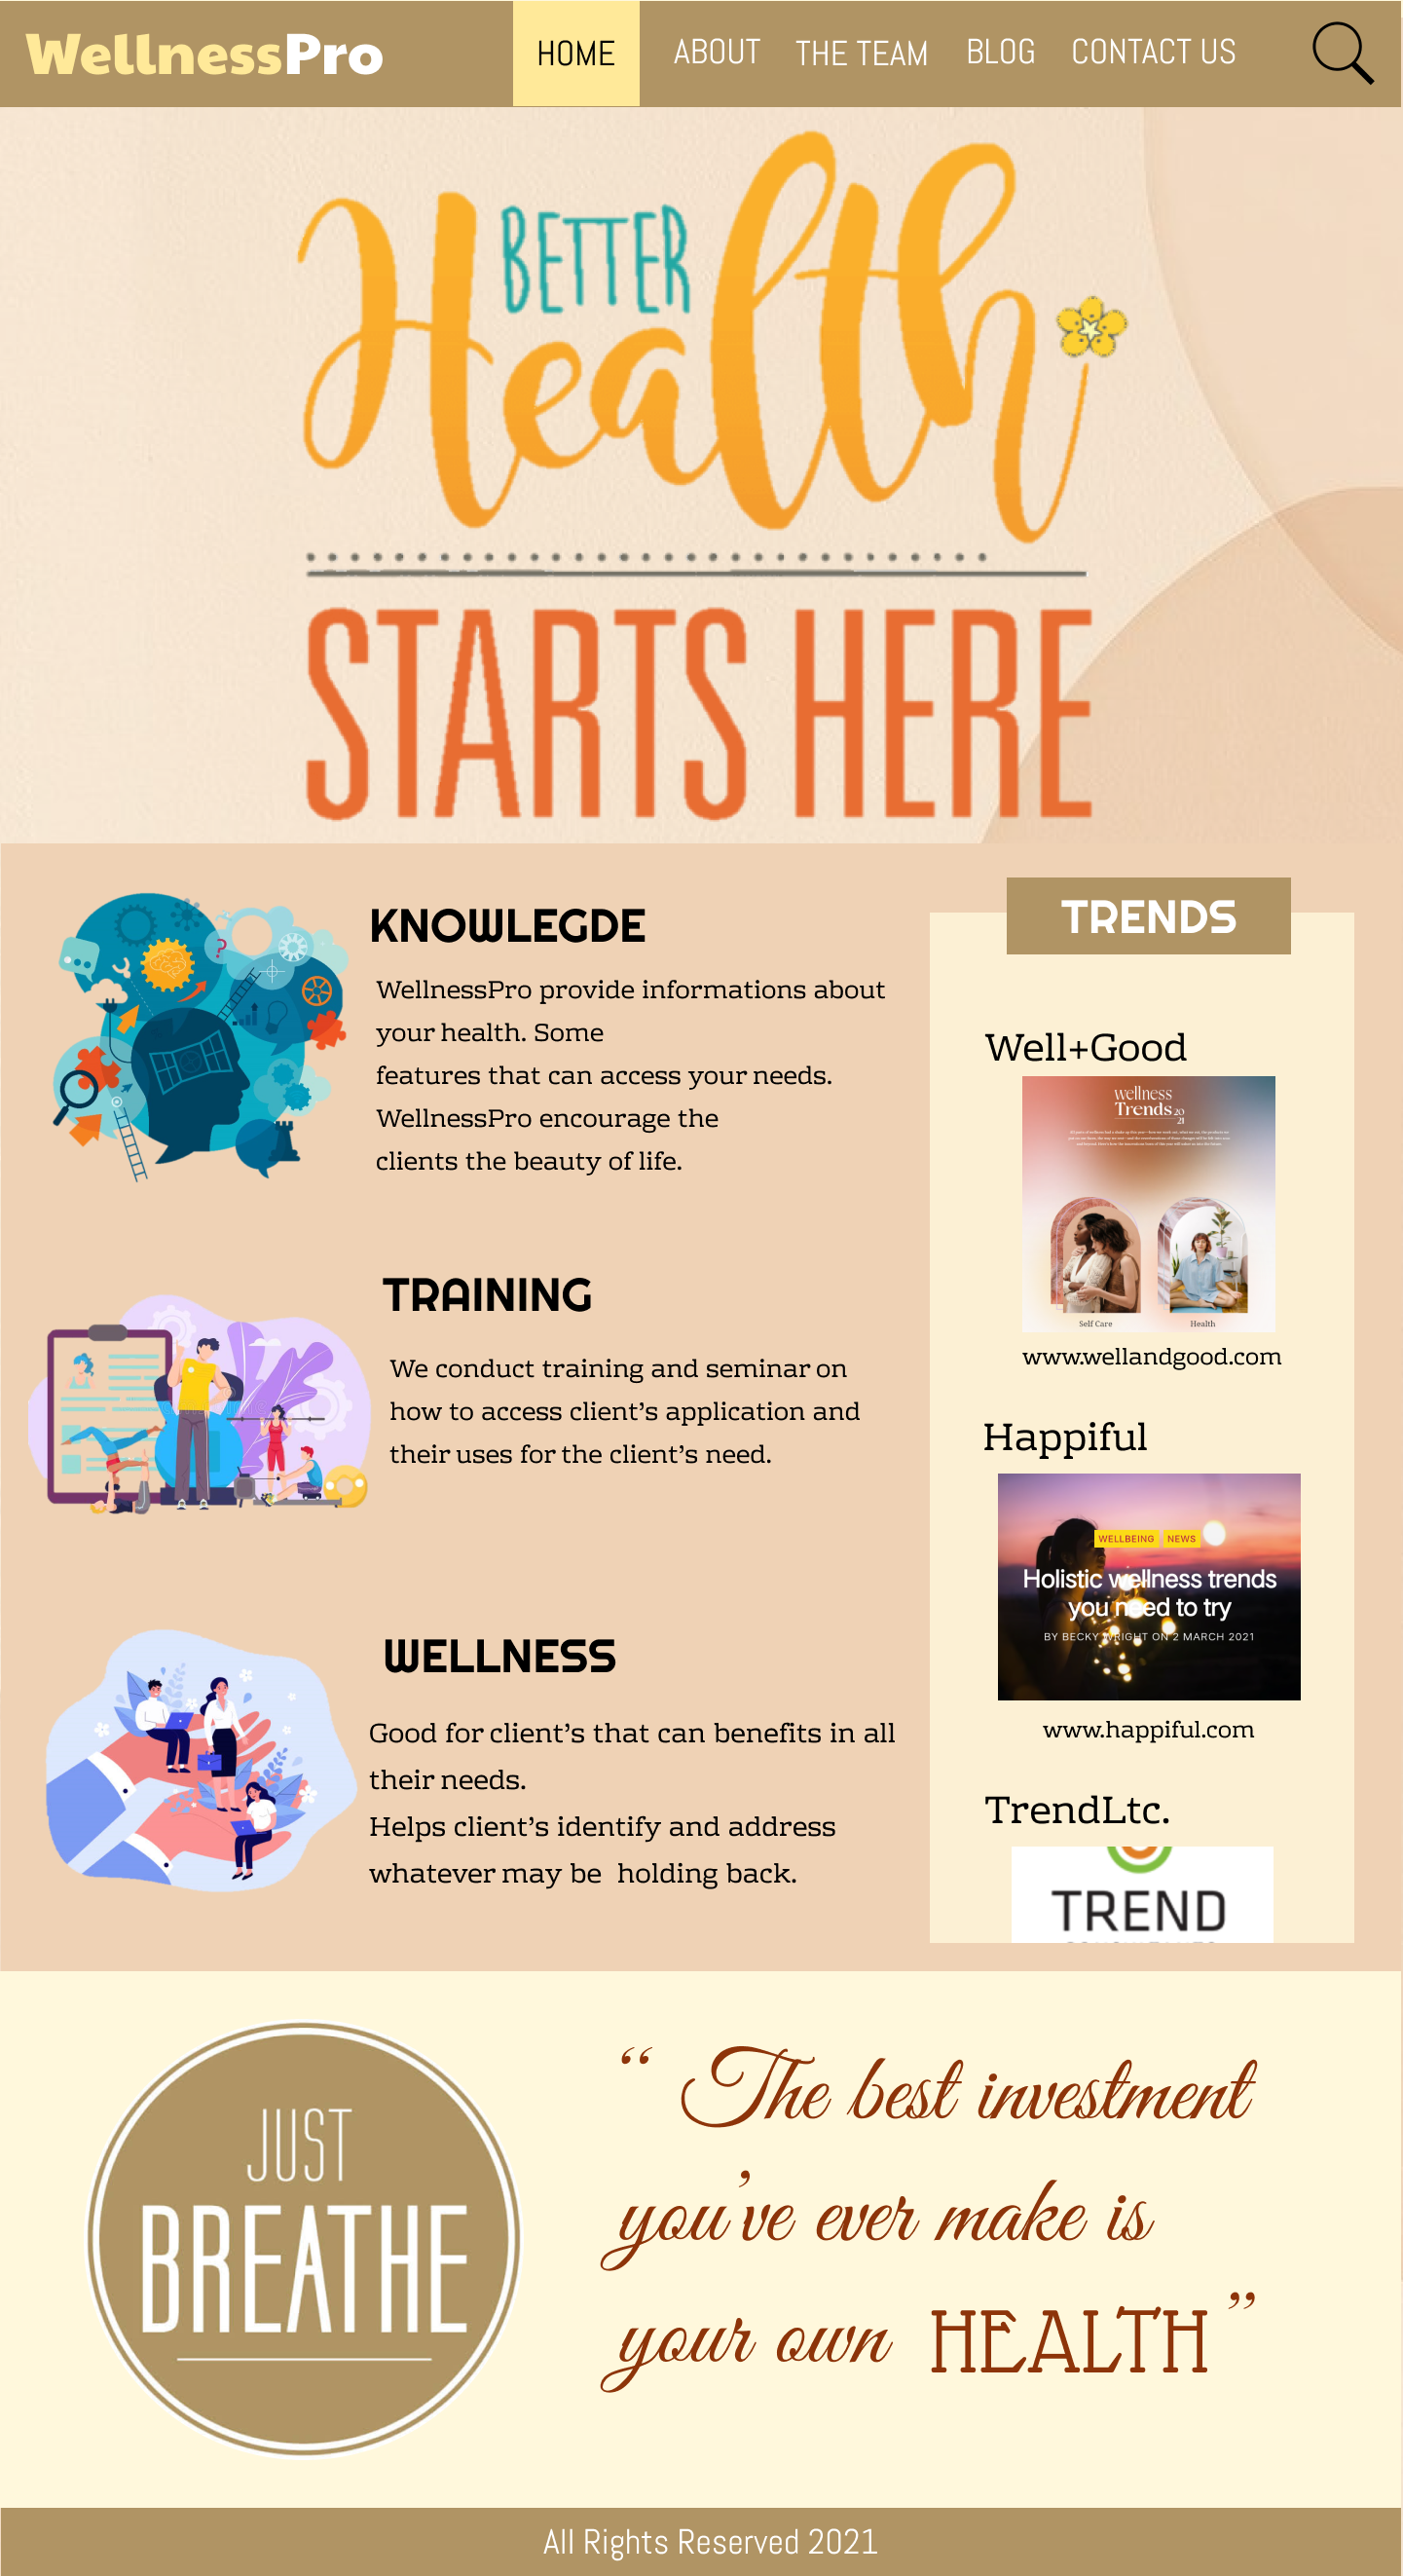 WellnessPro
HOME
ABOUT
THE TEAM
BLOG
CONTACT US
BETTER
Health
STARTS HERE
KNOWLEGDE
WellnessPro provide informations about
your health. Some
features that can access your needs.
WellnessPro encourage the
clients the beauty of life.
TRAINING
We conduct training and seminar on
how to access client's application and
their uses for the client's need.
WELLNESS
Good for client's that can benefits in all
their needs.
Helps client's identify and address
whatever may be  holding back.
TRENDS
Well+Good
wellness
Trends 20
21
Self Care
Health
www.wellandgood.com
Happiful
WELLBEING NEWS
Holistic wellness trends
you need to try
BY BECKY WRIGHT ON 2 MARCH 2021
www.happiful.com
TrendLtc.
TREND
JUST
BREATHE
“ The best investment
you've ever make is
your own HEALTH ”
All Rights Reserved 2021